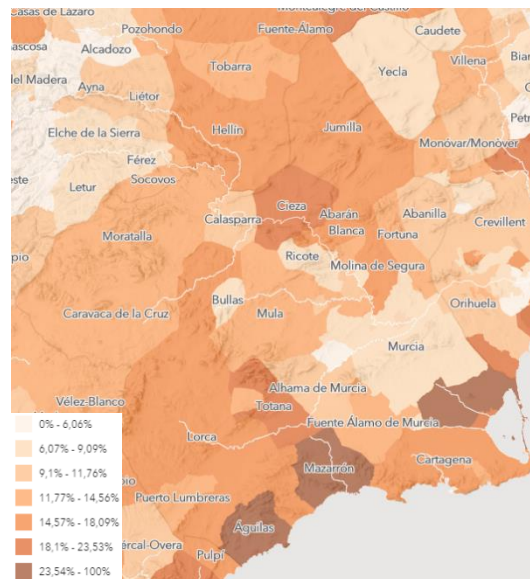 Casas de Lázaro
Montealegre del Castillo
Pozohondo
Fuente-Álamo
Caudete
Alcadozo
Villena
Tobarra
Yecla
del Madera
Ayna
Liétor
Elche de la Sierra
Hellín
Jumilla
Monóvar/Monòver
Férez
Letur
Socovos
Cieza
Calasparra
Abarán
Abanilla
Blanca
Crevillent
Moratalla
Fortuna
Ricote
Molina de Segura
Bullas
Orihuela
Caravaca de la Cruz
Mula
Murcia
Alhama de Murcia
Vélez-Blanco
Totana
Fuente Álamo de Murcia
Lorca
Cartagena
Mazarrón
Puerto Lumbreras
Águilas
Pulpí
0% - 6,06%
6,07% - 9,09%
9,1% - 11,76%
11,77% - 14,56%
14,57% - 18,09%
18,1% - 23,53%
23,54% - 100%